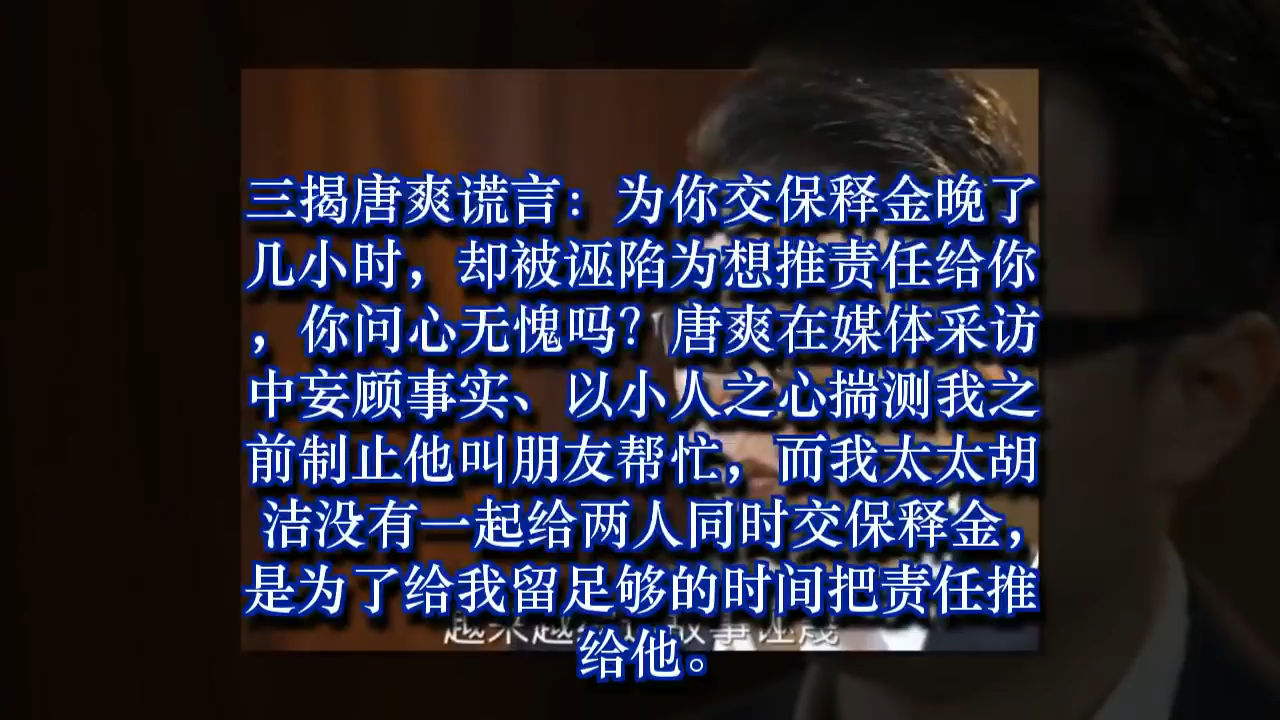 三揭唐爽谎言：为你交保释金晚了
几小时，却被诬陷为想推责任给你
，你问心无愧吗？唐爽在媒体采访
中妄顾事实、以小人之心揣测我之
前制止他叫朋友帮忙，而我太太胡
洁没有一起给两人同时交保释金，
是为了给我留足够的时间把责任推
给他。